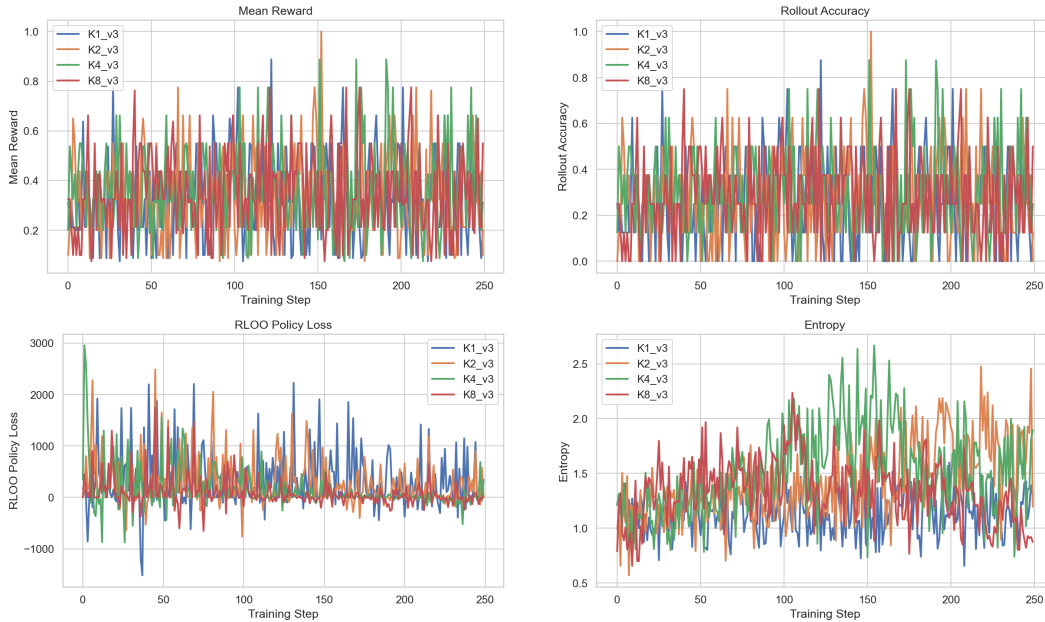 Mean Reward
1.0
0.8
0.6
0.4
0.2
Mean Reward
K1_v3
K2_v3
K4_v3
K8_v3
0 50 100 150 200 250
Training Step
Rollout Accuracy
1.0
0.8
0.6
0.4
0.2
0.0
Rollout Accuracy
K1_v3
K2_v3
K4_v3
K8_v3
0 50 100 150 200 250
Training Step
RLOO Policy Loss
3000
2000
1000
0
−1000
RLOO Policy Loss
K1_v3
K2_v3
K4_v3
K8_v3
0 50 100 150 200 250
Training Step
Entropy
2.5
2.0
1.5
1.0
0.5
Entropy
K1_v3
K2_v3
K4_v3
K8_v3
0 50 100 150 200 250
Training Step